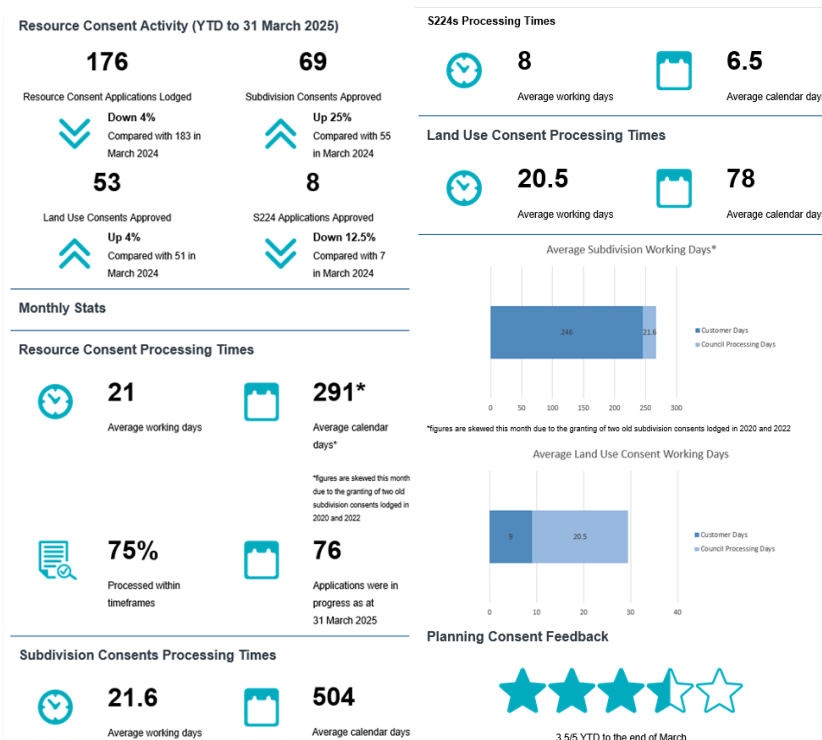 Resource Consent Activity (YTD to 31 March 2025)
176
Resource Consent Applications Lodged
Down 4%
Compared with 183 in
March 2024
69
Subdivision Consents Approved
Up 25%
Compared with 55
in March 2024
53
Land Use Consents Approved
Up 4%
Compared with 51 in
March 2024
8
S224 Applications Approved
Down 12.5%
Compared with 7
in March 2024
Monthly Stats
Resource Consent Processing Times
21
Average working days
291*
Average calendar
days*
*figures are skewed this month
due to the granting of two old
subdivision consents lodged in
2020 and 2022
75%
Processed within
timeframes
76
Applications were in
progress as at
31 March 2025
Subdivision Consents Processing Times
21.6
Average working days
504
Average calendar days
S224s Processing Times
8
Average working days
6.5
Average calendar day
Land Use Consent Processing Times
20.5
Average working days
78
Average calendar day
Average Subdivision Working Days*
246 21.6
Customer Days
Council Processing Days
0 50 100 150 200 250 300
*figures are skewed this month due to the granting of two old subdivision consents lodged in 2020 and 2022
Average Land Use Consent Working Days
9 20.5
Customer Days
Council Processing Days
0 10 20 30 40
Planning Consent Feedback
3.5/5 YTD to the end of March